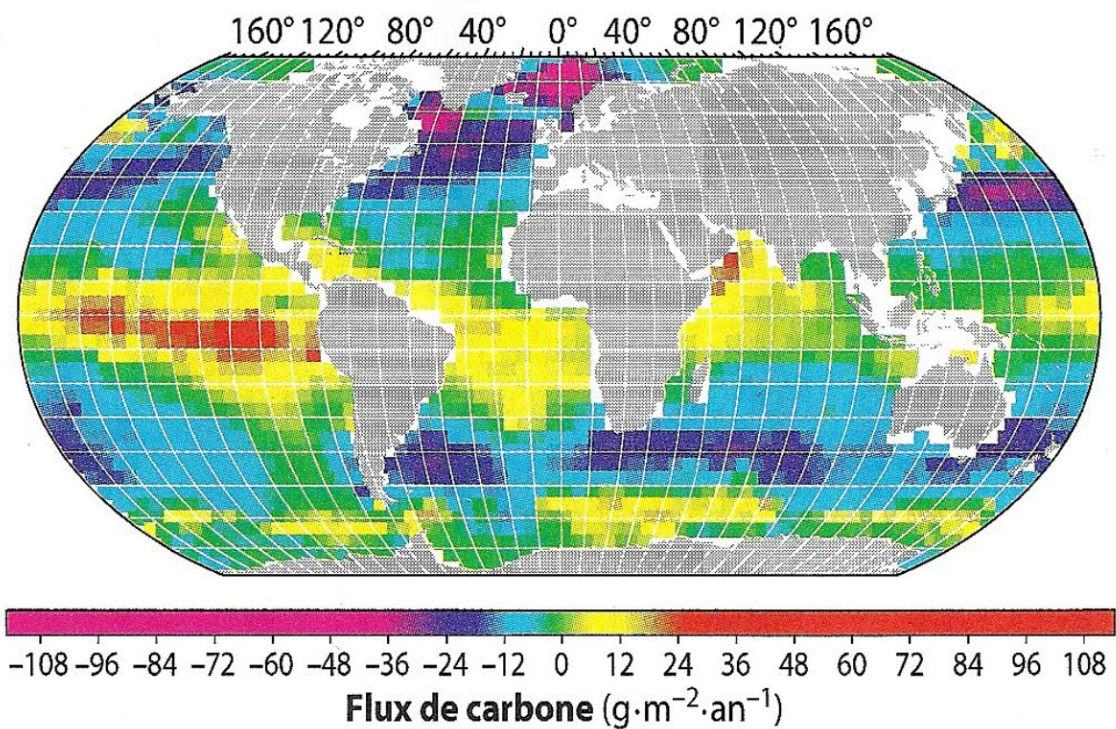 160° 120° 80° 40° 0° 40° 80° 120° 160°
–108 –96 –84 –72 –60 –48 –36 –24 –12 0 12 24 36 48 60 72 84 96 108
Flux de carbone (g·m⁻²·an⁻¹)